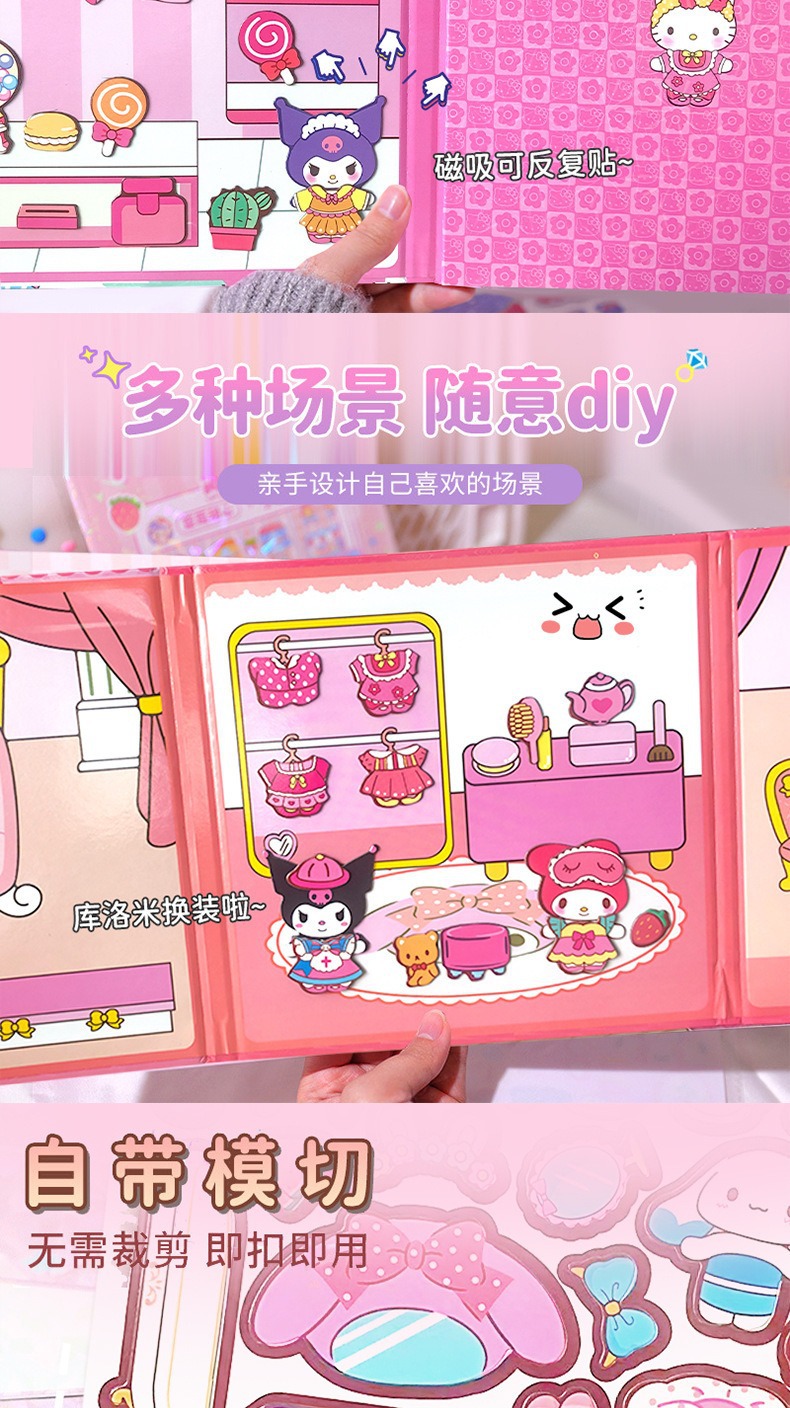 磁吸可反复贴~
多种场景 随意diy
亲手设计自己喜欢的场景
库洛米换装啦~
自带模切
无需裁剪 即扣即用